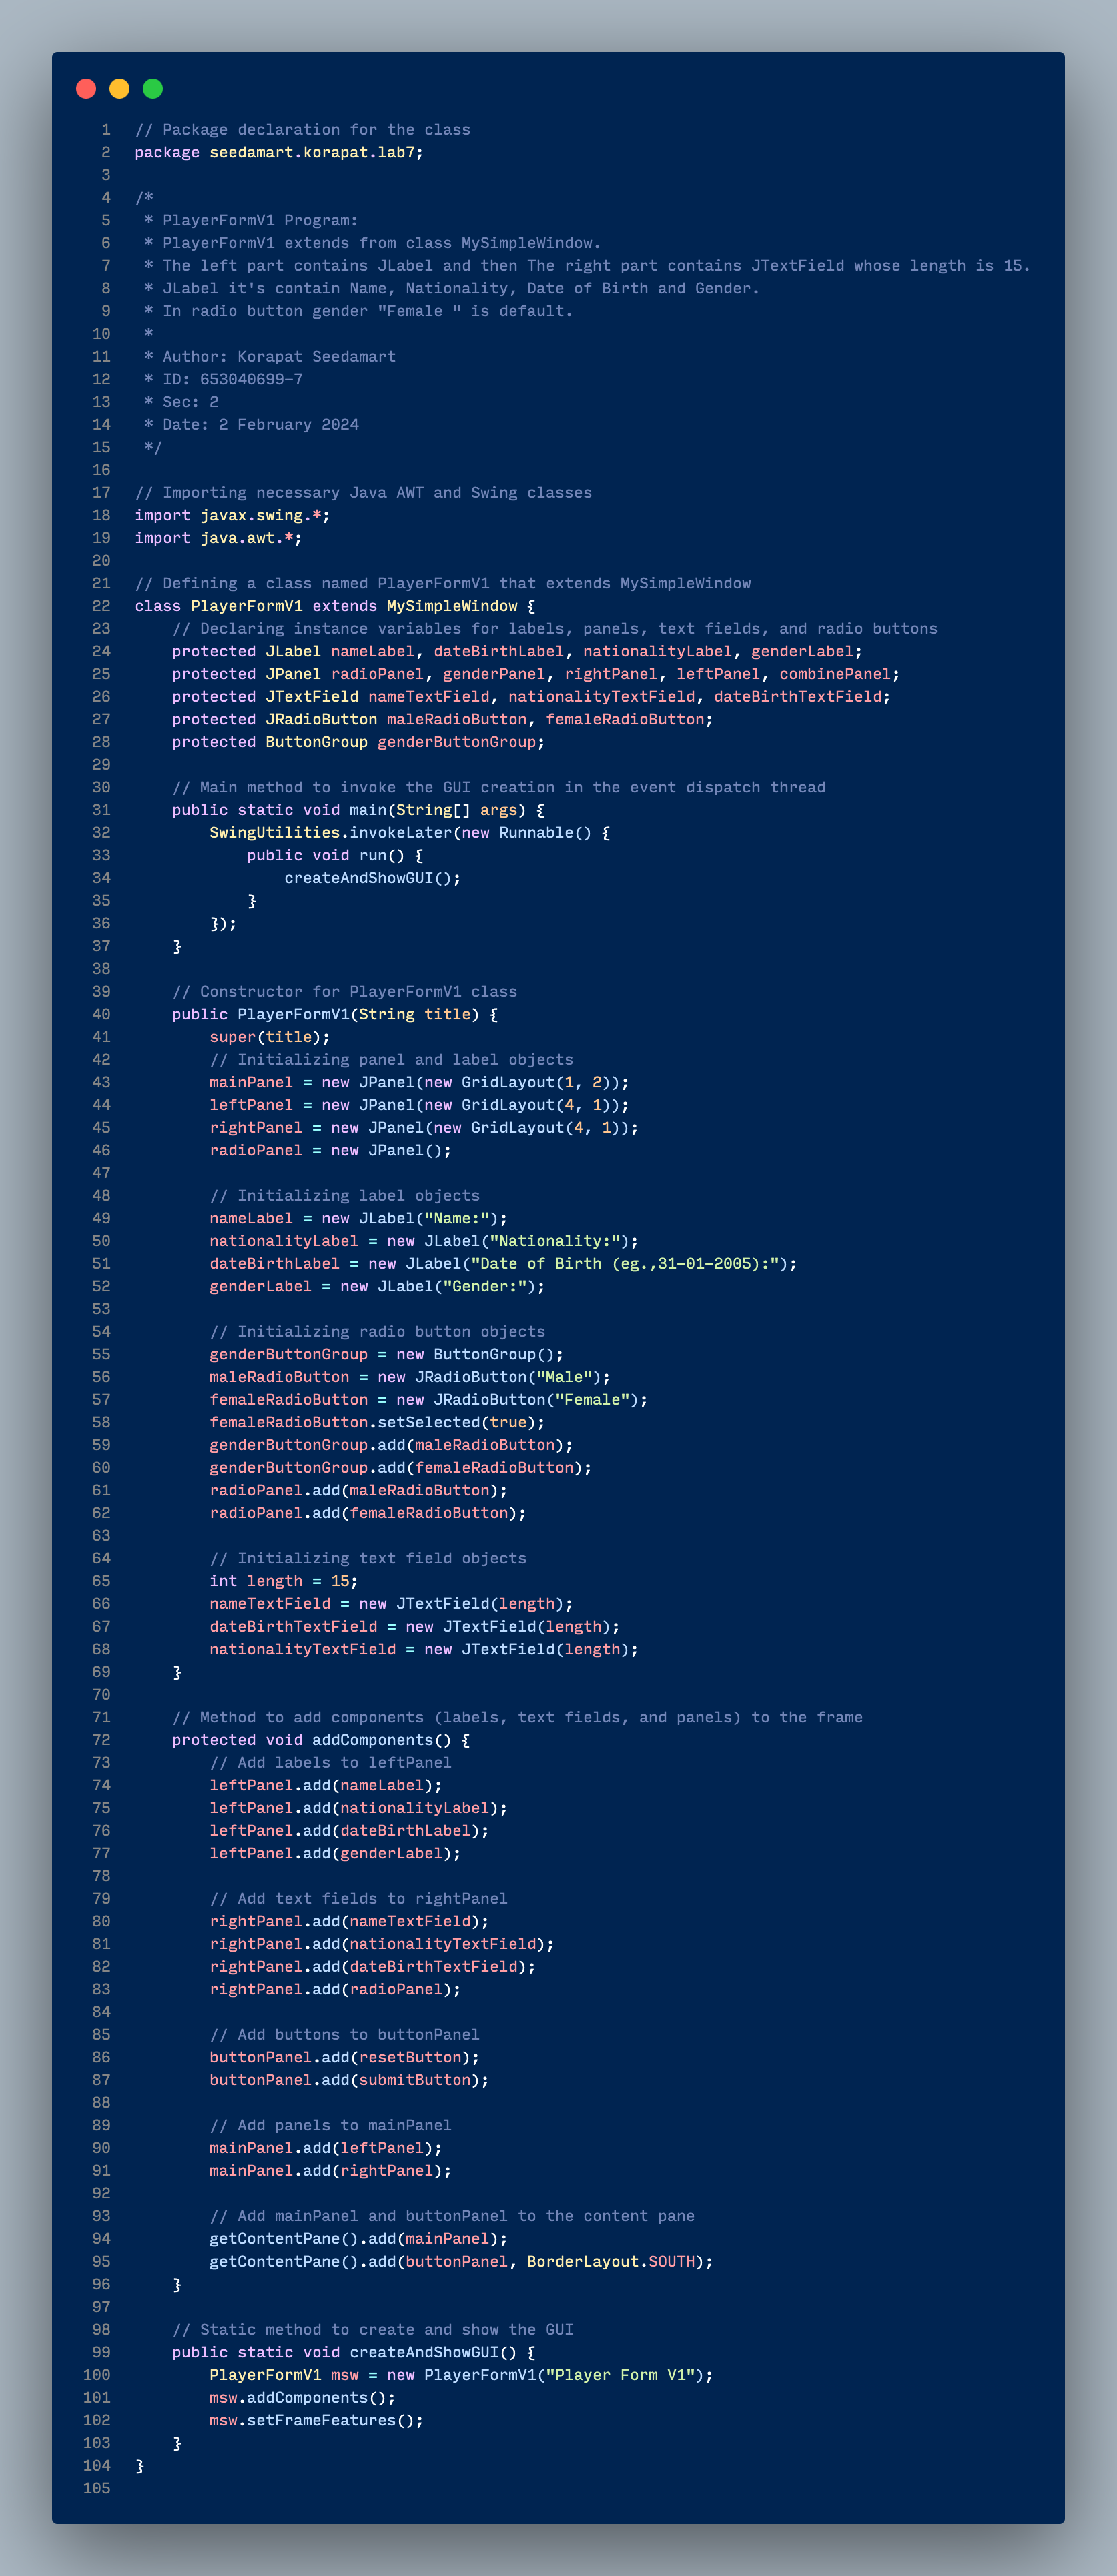 1 // Package declaration for the class
2 package seedamart.korapat.lab7;
3
4 /*
5  * PlayerFormV1 Program:
6  * PlayerFormV1 extends from class MySimpleWindow.
7  * The left part contains JLabel and then The right part contains JTextField whose length is 15.
8  * JLabel it's contain Name, Nationality, Date of Birth and Gender.
9  * In radio button gender "Female " is default.
10  *
11  * Author: Korapat Seedamart
12  * ID: 653040699-7
13  * Sec: 2
14  * Date: 2 February 2024
15  */
16
17 // Importing necessary Java AWT and Swing classes
18 import javax.swing.*;
19 import java.awt.*;
20
21 // Defining a class named PlayerFormV1 that extends MySimpleWindow
22 class PlayerFormV1 extends MySimpleWindow {
23     // Declaring instance variables for labels, panels, text fields, and radio buttons
24     protected JLabel nameLabel, dateBirthLabel, nationalityLabel, genderLabel;
25     protected JPanel radioPanel, genderPanel, rightPanel, leftPanel, combinePanel;
26     protected JTextField nameTextField, nationalityTextField, dateBirthTextField;
27     protected JRadioButton maleRadioButton, femaleRadioButton;
28     protected ButtonGroup genderButtonGroup;
29
30     // Main method to invoke the GUI creation in the event dispatch thread
31     public static void main(String[] args) {
32         SwingUtilities.invokeLater(new Runnable() {
33             public void run() {
34                 createAndShowGUI();
35             }
36         });
37     }
38
39     // Constructor for PlayerFormV1 class
40     public PlayerFormV1(String title) {
41         super(title);
42         // Initializing panel and label objects
43         mainPanel = new JPanel(new GridLayout(1, 2));
44         leftPanel = new JPanel(new GridLayout(4, 1));
45         rightPanel = new JPanel(new GridLayout(4, 1));
46         radioPanel = new JPanel();
47
48         // Initializing label objects
49         nameLabel = new JLabel("Name:");
50         nationalityLabel = new JLabel("Nationality:");
51         dateBirthLabel = new JLabel("Date of Birth (eg.,31-01-2005):");
52         genderLabel = new JLabel("Gender:");
53
54         // Initializing radio button objects
55         genderButtonGroup = new ButtonGroup();
56         maleRadioButton = new JRadioButton("Male");
57         femaleRadioButton = new JRadioButton("Female");
58         femaleRadioButton.setSelected(true);
59         genderButtonGroup.add(maleRadioButton);
60         genderButtonGroup.add(femaleRadioButton);
61         radioPanel.add(maleRadioButton);
62         radioPanel.add(femaleRadioButton);
63
64         // Initializing text field objects
65         int length = 15;
66         nameTextField = new JTextField(length);
67         dateBirthTextField = new JTextField(length);
68         nationalityTextField = new JTextField(length);
69     }
70
71     // Method to add components (labels, text fields, and panels) to the frame
72     protected void addComponents() {
73         // Add labels to leftPanel
74         leftPanel.add(nameLabel);
75         leftPanel.add(nationalityLabel);
76         leftPanel.add(dateBirthLabel);
77         leftPanel.add(genderLabel);
78
79         // Add text fields to rightPanel
80         rightPanel.add(nameTextField);
81         rightPanel.add(nationalityTextField);
82         rightPanel.add(dateBirthTextField);
83         rightPanel.add(radioPanel);
84
85         // Add buttons to buttonPanel
86         buttonPanel.add(resetButton);
87         buttonPanel.add(submitButton);
88
89         // Add panels to mainPanel
90         mainPanel.add(leftPanel);
91         mainPanel.add(rightPanel);
92
93         // Add mainPanel and buttonPanel to the content pane
94         getContentPane().add(mainPanel);
95         getContentPane().add(buttonPanel, BorderLayout.SOUTH);
96     }
97
98     // Static method to create and show the GUI
99     public static void createAndShowGUI() {
100         PlayerFormV1 msw = new PlayerFormV1("Player Form V1");
101         msw.addComponents();
102         msw.setFrameFeatures();
103     }
104 }
105